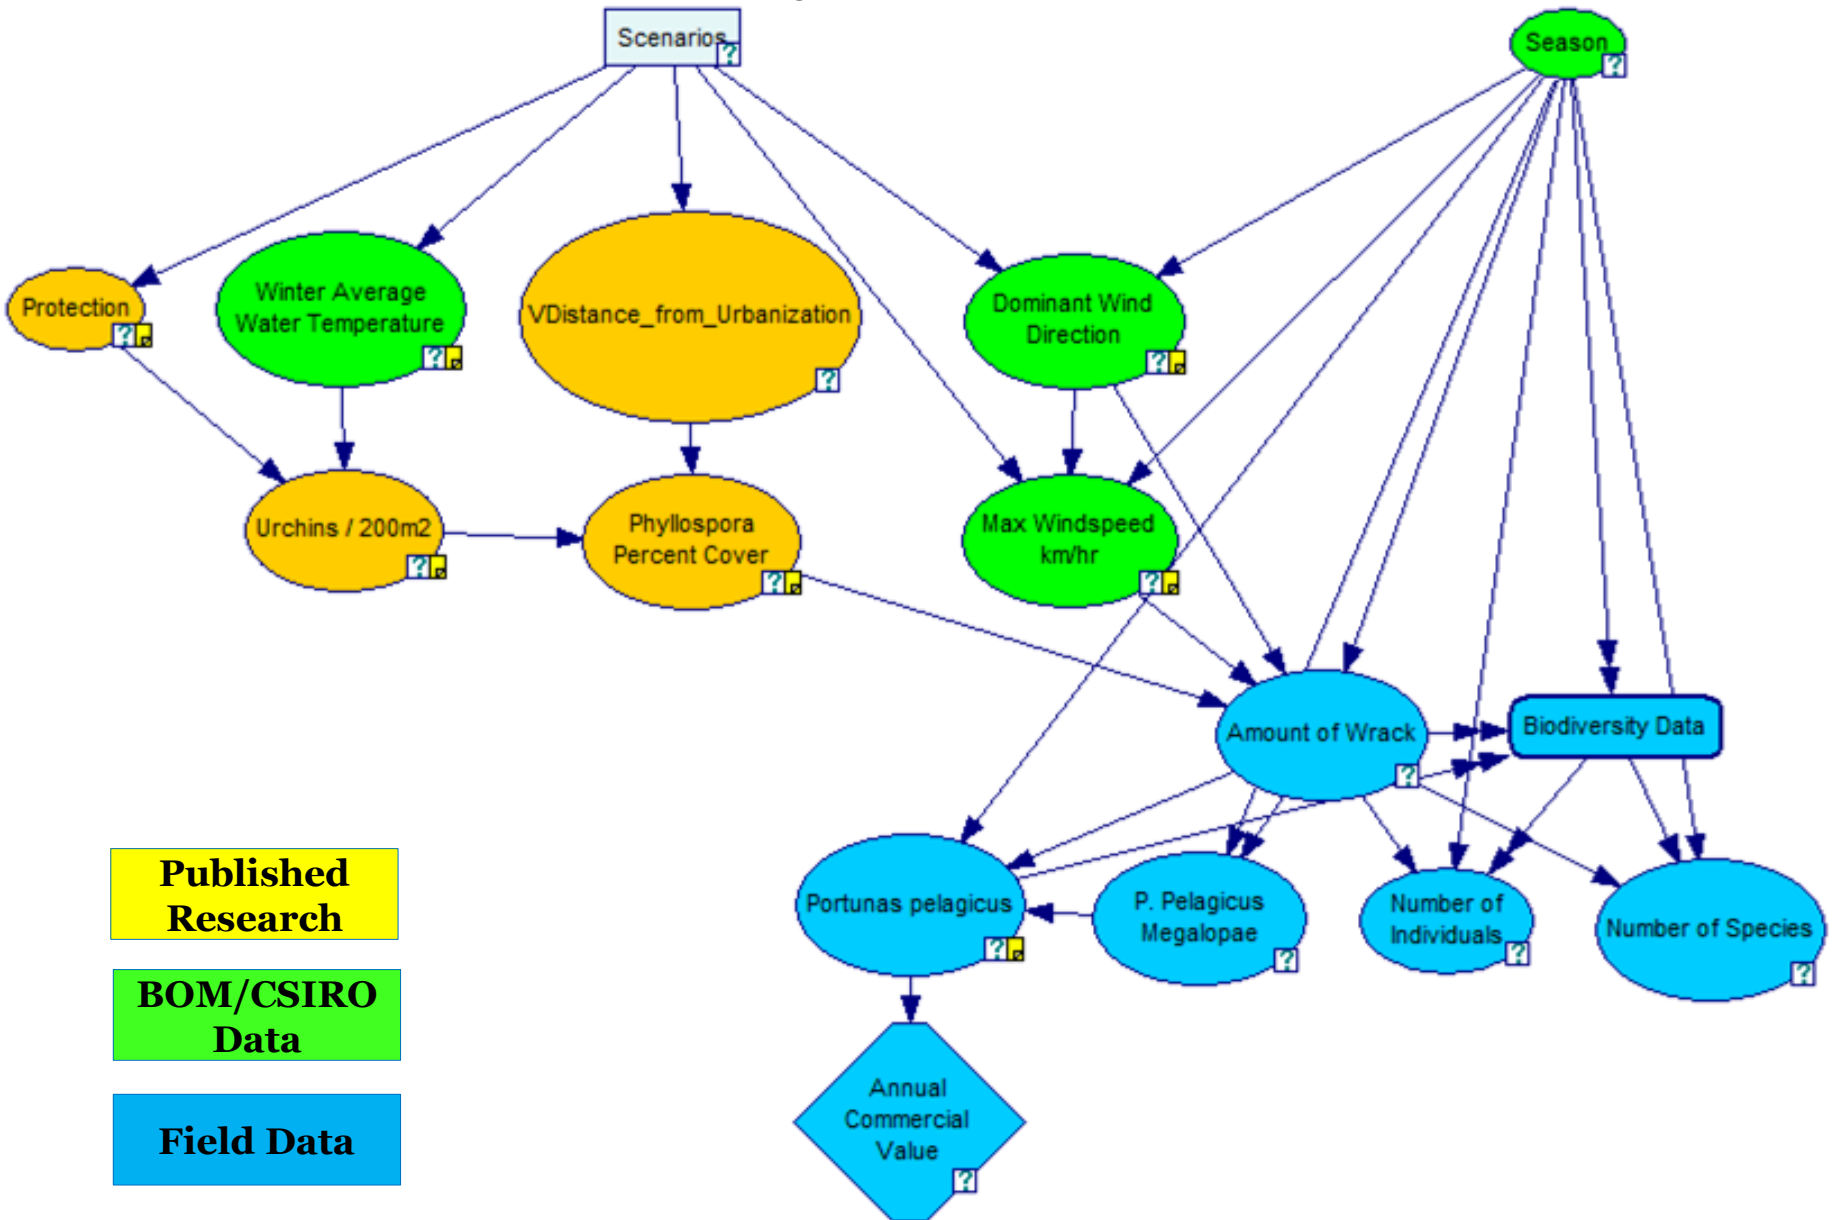 Scenarios
?
Season
?
Protection
?
Winter Average
Water Temperature
?
VDistance_from_Urbanization
?
Dominant Wind
Direction
?
Urchins / 200m2
?
Phyllospora
Percent Cover
?
Max Windspeed
km/hr
?
Amount of Wrack
?
Biodiversity Data
Portunas pelagicus
?
P. Pelagicus
Megalopae
?
Number of
Individuals
?
Number of Species
?
Annual
Commercial
Value
?
Published
Research
BOM/CSIRO
Data
Field Data